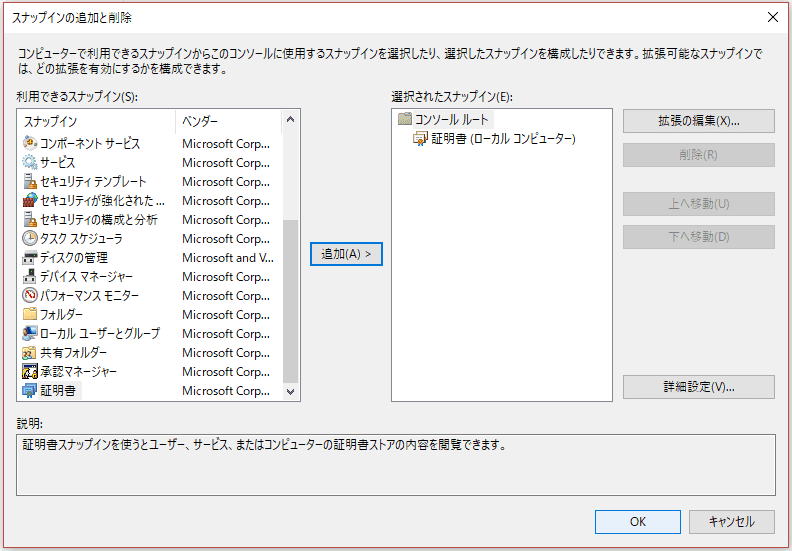 スナップインの追加と削除
コンピューターで利用できるスナップインからこのコンソールに使用するスナップインを選択したり、選択したスナップインを構成したりできます。拡張可能なスナップインで
は、どの拡張を有効にするかを構成できます。
利用できるスナップイン(S):
スナップイン ベンダー
コンポーネント サービス Microsoft Corp...
サービス Microsoft Corp...
セキュリティ テンプレート Microsoft Corp...
セキュリティが強化された ... Microsoft Corp...
セキュリティの構成と分析 Microsoft Corp...
タスク スケジューラ Microsoft Corp...
ディスクの管理 Microsoft and V...
デバイス マネージャー Microsoft Corp...
パフォーマンス モニター Microsoft Corp...
フォルダー Microsoft Corp...
ローカル ユーザーとグループ Microsoft Corp...
共有フォルダー Microsoft Corp...
承認マネージャー Microsoft Corp...
証明書 Microsoft Corp...
追加(A) >
選択されたスナップイン(E):
コンソール ルート
証明書 (ローカル コンピューター)
拡張の編集(X)...
削除(R)
上へ移動(U)
下へ移動(D)
詳細設定(V)...
説明:
証明書スナップインを使うとユーザー、サービス、またはコンピューターの証明書ストアの内容を閲覧できます。
OK
キャンセル